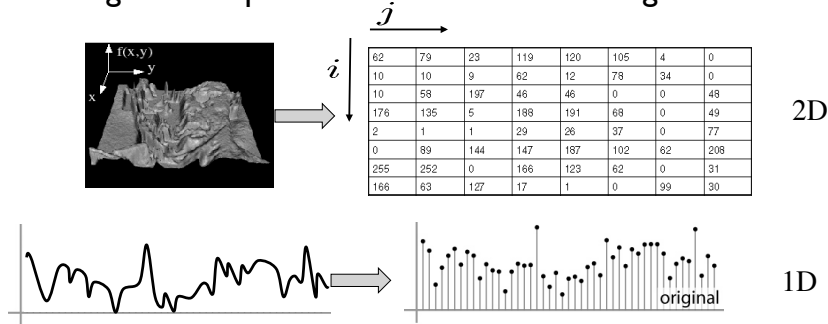 j
f(x,y)
y
x
i
62 79 23 119 120 105 4 0
10 10 9 62 12 78 34 0
10 58 197 46 46 0 0 48
176 135 5 188 191 68 0 49
2 1 1 29 26 37 0 77
0 89 144 147 187 102 62 208
255 252 0 166 123 62 0 31
166 63 127 17 1 0 99 30
2D
original
1D